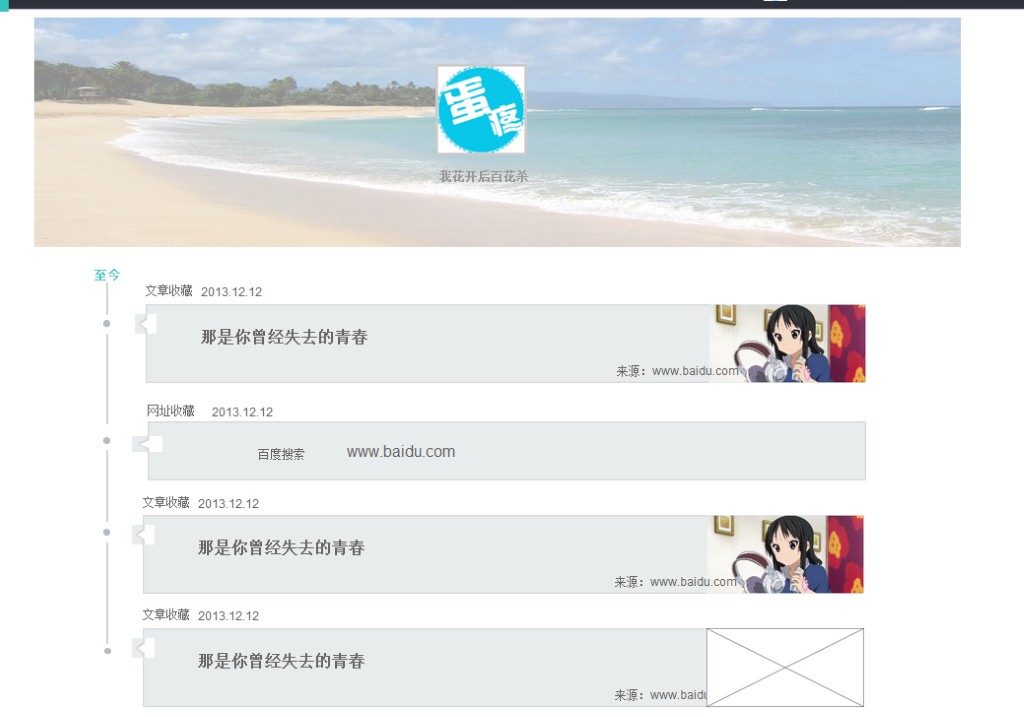 蛋疼
我花开后百花杀
至今
文章收藏 2013.12.12
那是你曾经失去的青春
来源：www.baidu.com
网址收藏 2013.12.12
百度搜索 www.baidu.com
文章收藏 2013.12.12
那是你曾经失去的青春
来源：www.baidu.com
文章收藏 2013.12.12
那是你曾经失去的青春
来源：www.baidu